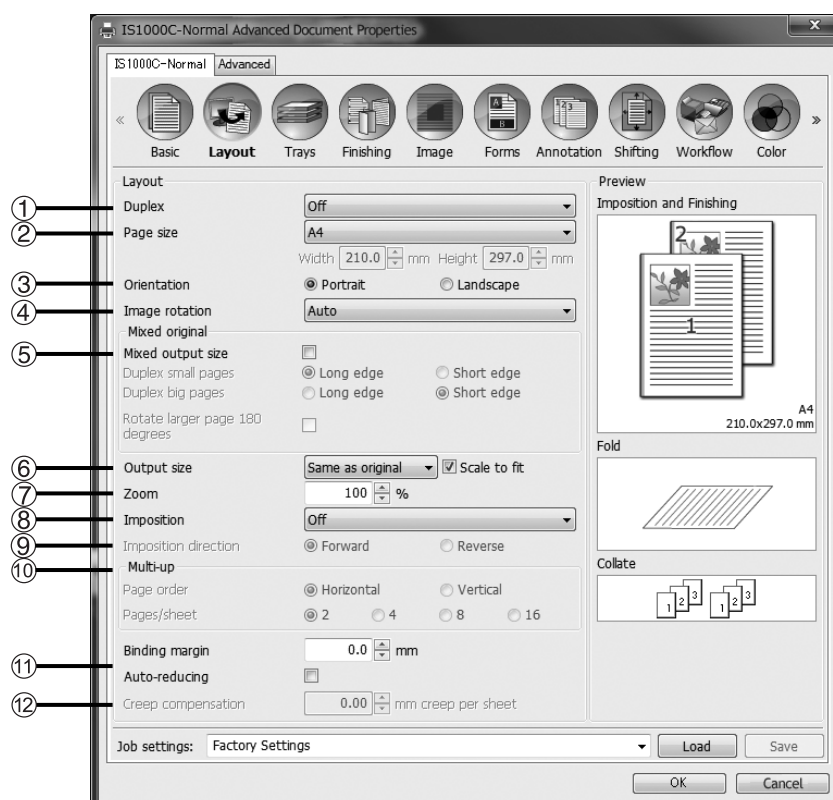 IS1000C-Normal Advanced Document Properties
IS1000C-Normal Advanced
« Basic Layout Trays Finishing Image Forms Annotation Shifting Workflow Color »
Layout
① Duplex Off
② Page size A4
Width 210.0 mm Height 297.0 mm
③ Orientation Portrait Landscape
④ Image rotation Auto
Mixed original
⑤ Mixed output size
Duplex small pages Long edge Short edge
Duplex big pages Long edge Short edge
Rotate larger page 180
degrees
⑥ Output size Same as original Scale to fit
⑦ Zoom 100 %
⑧ Imposition Off
⑨ Imposition direction Forward Reverse
⑩ Multi-up
Page order Horizontal Vertical
Pages/sheet 2 4 8 16
⑪ Binding margin 0.0 mm
Auto-reducing
⑫ Creep compensation 0.00 mm creep per sheet
Preview
Imposition and Finishing
2
1
A4
210.0x297.0 mm
Fold
Collate
1 2 3 1 2 3
Job settings: Factory Settings Load Save
OK Cancel